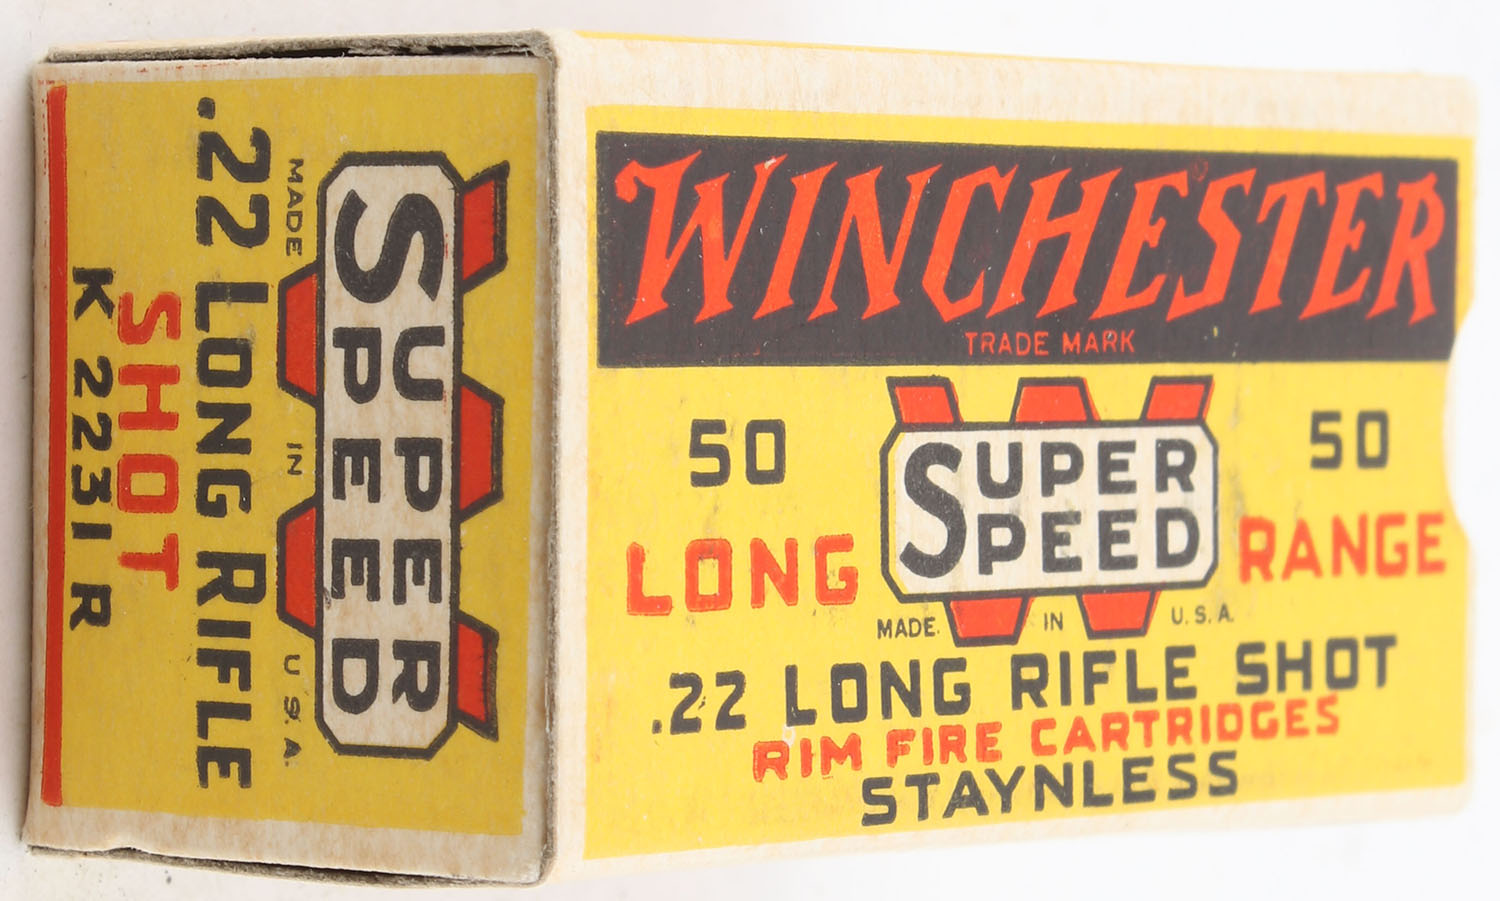 WINCHESTER
TRADE MARK
50 50
SUPER
SPEED
LONG RANGE
MADE IN U.S.A.
.22 LONG RIFLE SHOT
RIM FIRE CARTRIDGES
STAYNLESS
SUPER
SPEED
MADE IN U.S.A.
.22 LONG RIFLE
SHOT
K 2231 R